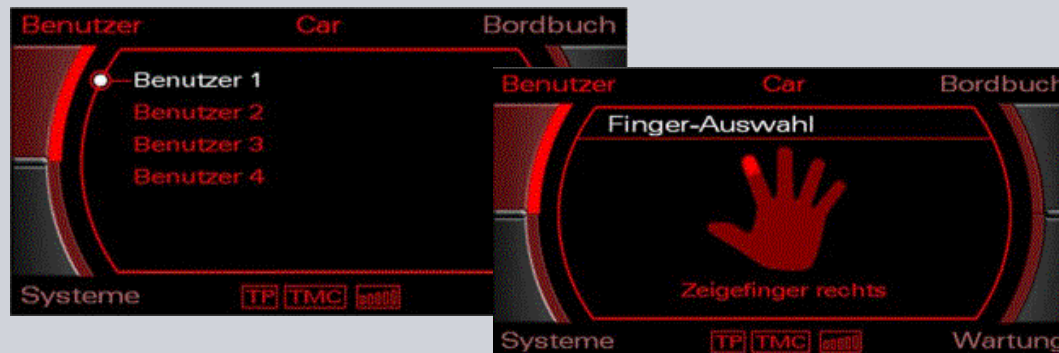 Benutzer Car Bordbuch
Benutzer 1
Benutzer 2
Benutzer 3
Benutzer 4
Systeme TP TMC
Benutzer Car Bordbuch
Finger-Auswahl
Zeigefinger rechts
Systeme TP TMC Wartung